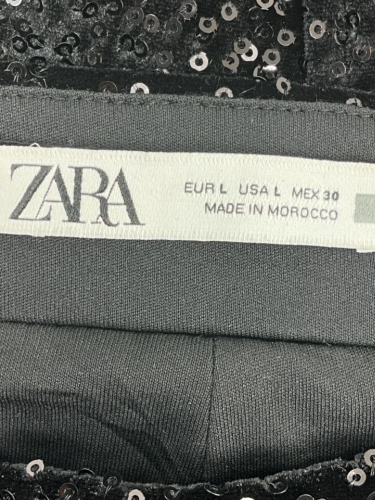 ZARA
EUR L USA L MEX 30
MADE IN MOROCCO